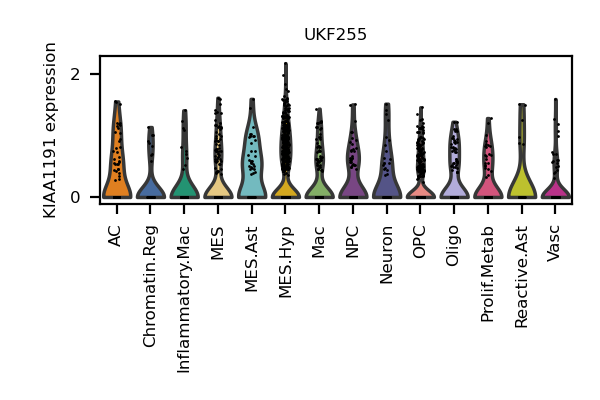 UKF255
KIAA1191 expression
2
0
AC
Chromatin.Reg
Inflammatory.Mac
MES
MES.Ast
MES.Hyp
Mac
NPC
Neuron
OPC
Oligo
Prolif.Metab
Reactive.Ast
Vasc